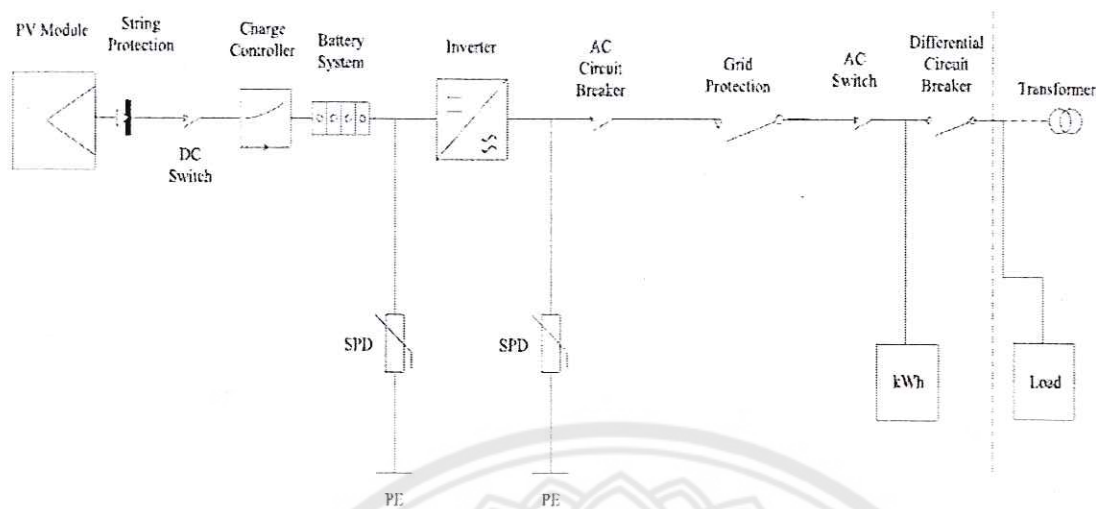 PV Module
String
Protection
Charge
Controller
Battery
System
Inverter
AC
Circuit
Breaker
Grid
Protection
AC
Switch
Differential
Circuit
Breaker
Transformer
DC
Switch
SPD
SPD
kWh
Load
PE
PE